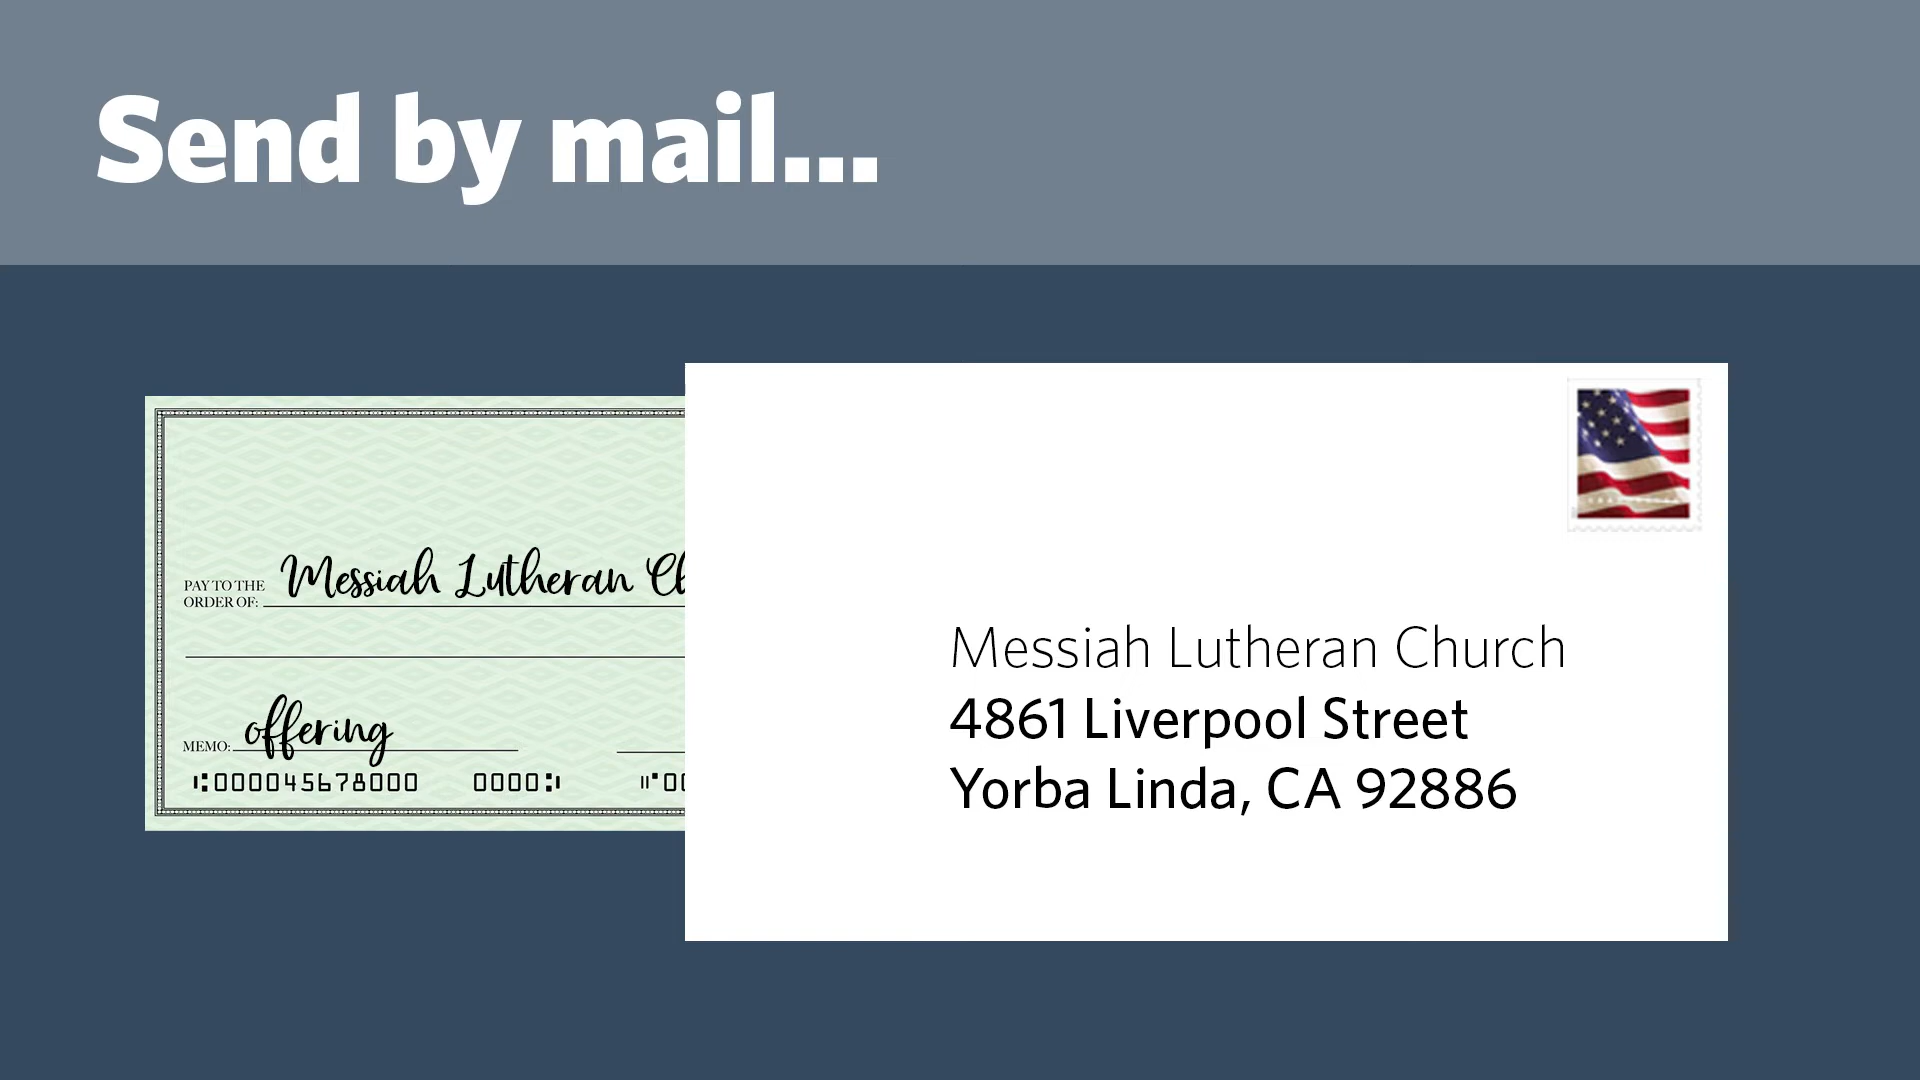 Send by mail...
PAY TO THE
ORDER OF: Messiah Lutheran
MEMO: offering
⑆000045678000 0000⑆ ⑈00
Messiah Lutheran Church
4861 Liverpool Street
Yorba Linda, CA 92886